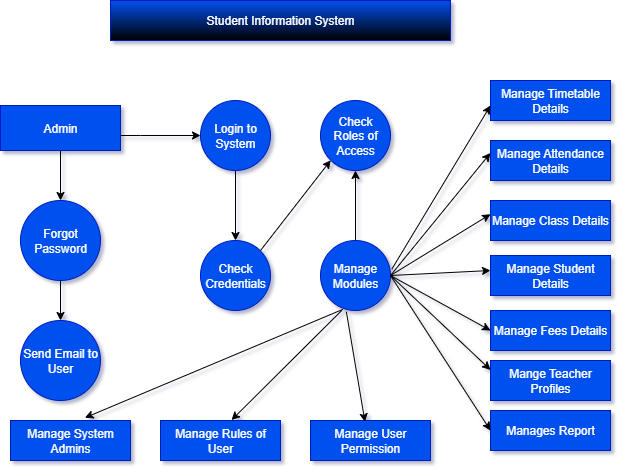 Student Information System
Admin
Login to
System
Check
Roles of
Access
Manage Timetable
Details
Manage Attendance
Details
Forgot
Password
Check
Credentials
Manage
Modules
Manage Class Details
Manage Student
Details
Manage Fees Details
Send Email to
User
Mange Teacher
Profiles
Manages Report
Manage System
Admins
Manage Rules of
User
Manage User
Permission